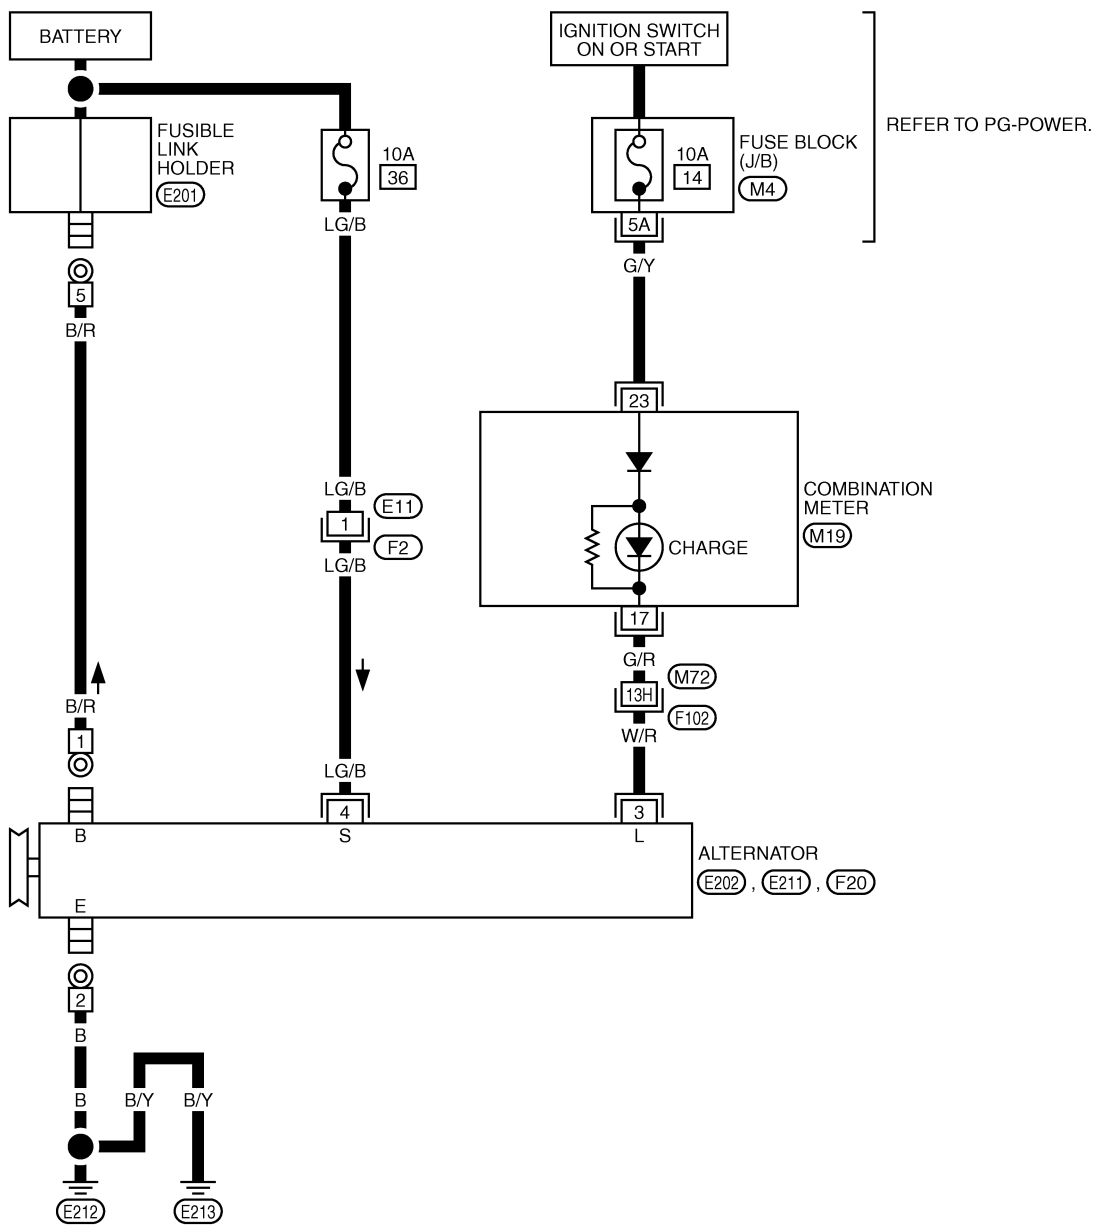 BATTERY
IGNITION SWITCH
ON OR START
REFER TO PG-POWER.
FUSIBLE
LINK
HOLDER
E201
10A
36
10A
14
FUSE BLOCK
(J/B)
M4
LG/B
5A
G/Y
5
B/R
23
LG/B
E11
1
F2
LG/B
CHARGE
COMBINATION
METER
M19
17
G/R
M72
13H
F102
W/R
B/R
1
LG/B
4
3
B
S
L
E
ALTERNATOR
E202 , E211 , F20
2
B
B
B/Y
B/Y
E212
E213